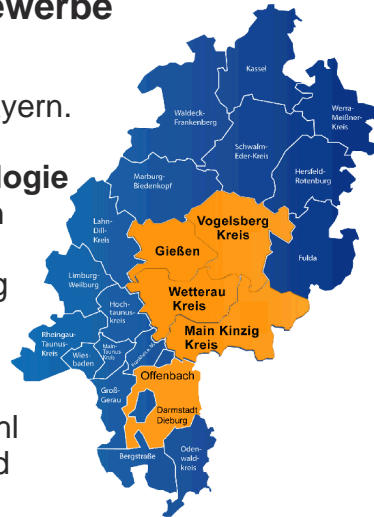 ewerbe
yern.
logie
n
g
hl
d
Kassel
Waldeck-
Frankenberg
Werra-
Meißner-
Kreis
Schwalm-
Eder-Kreis
Hersfeld-
Rotenburg
Marburg-
Biedenkopf
Lahn-
Dill-
Kreis
Vogelsberg
Kreis
Gießen
Fulda
Limburg-
Weilburg
Wetterau
Kreis
Hoch-
taunus-
kreis
Main Kinzig
Kreis
Rheingau-
Taunus-
Kreis
Wies-
baden
Main-
Taunus
Kreis
Offenbach
Groß-
Gerau
Darmstadt
Dieburg
Bergstraße
Oden-
wald-
kreis